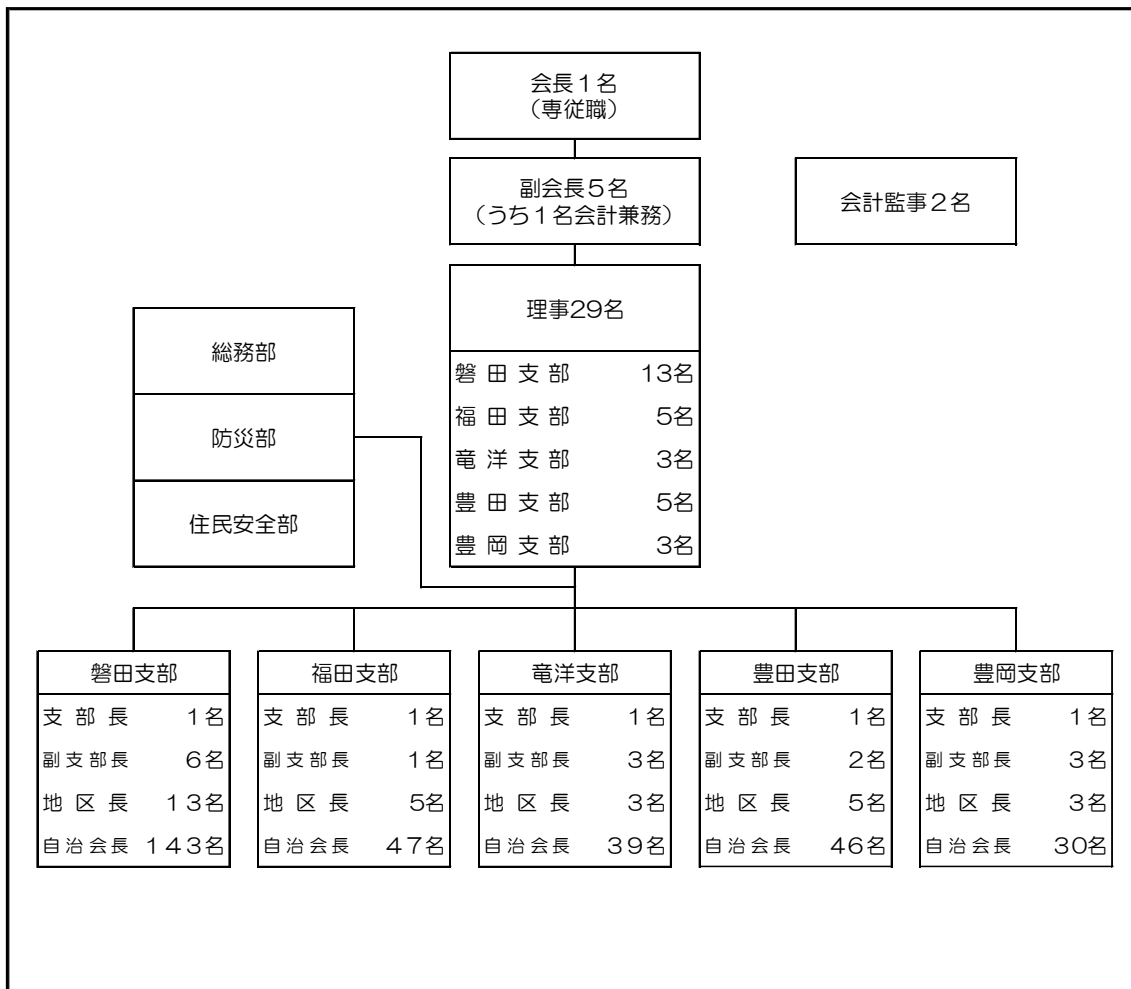 会長１名
（専従職）
副会長５名
（うち１名会計兼務）
会計監事２名
理事29名
磐田支部 13名
福田支部 5名
竜洋支部 3名
豊田支部 5名
豊岡支部 3名
総務部
防災部
住民安全部
磐田支部
支部長 １名
副支部長 ６名
地区長 １３名
自治会長 １４３名
福田支部
支部長 １名
副支部長 １名
地区長 ５名
自治会長 ４７名
竜洋支部
支部長 １名
副支部長 ３名
地区長 ３名
自治会長 ３９名
豊田支部
支部長 １名
副支部長 ２名
地区長 ５名
自治会長 ４６名
豊岡支部
支部長 １名
副支部長 ３名
地区長 ３名
自治会長 ３０名